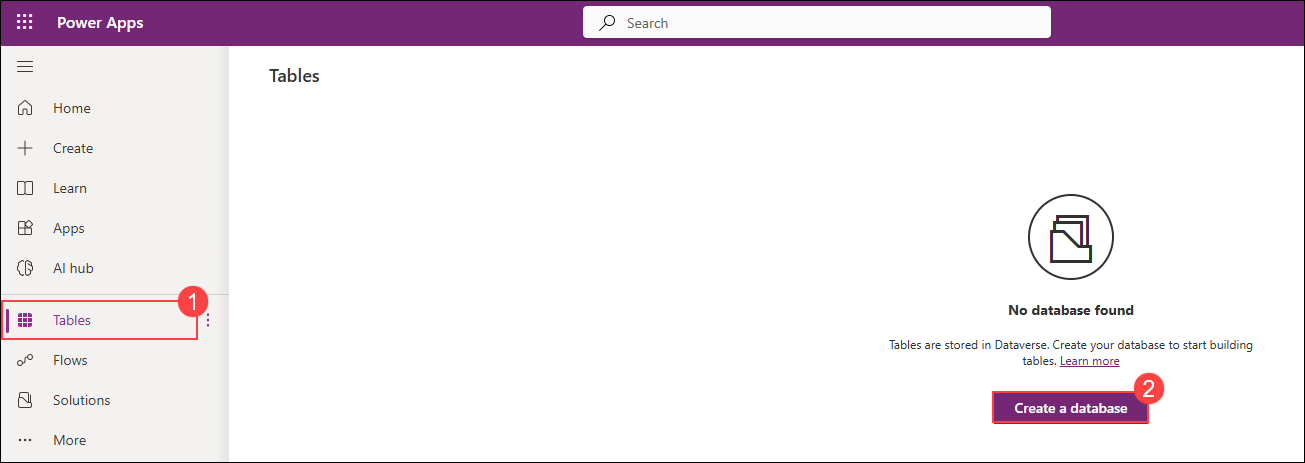 Power Apps
Search
Tables
Home
Create
Learn
Apps
AI hub
1
Tables
Flows
Solutions
More
No database found
Tables are stored in Dataverse. Create your database to start building
tables. Learn more
2
Create a database